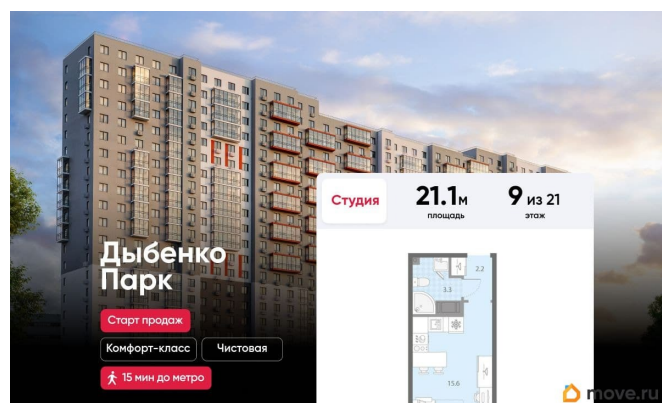 Студия
21.1м
площадь
9 из 21
этаж
Дыбенко
Парк
Старт продаж
Комфорт-класс
Чистовая
15 мин до метро
2.2
3.3
15.6
move.ru